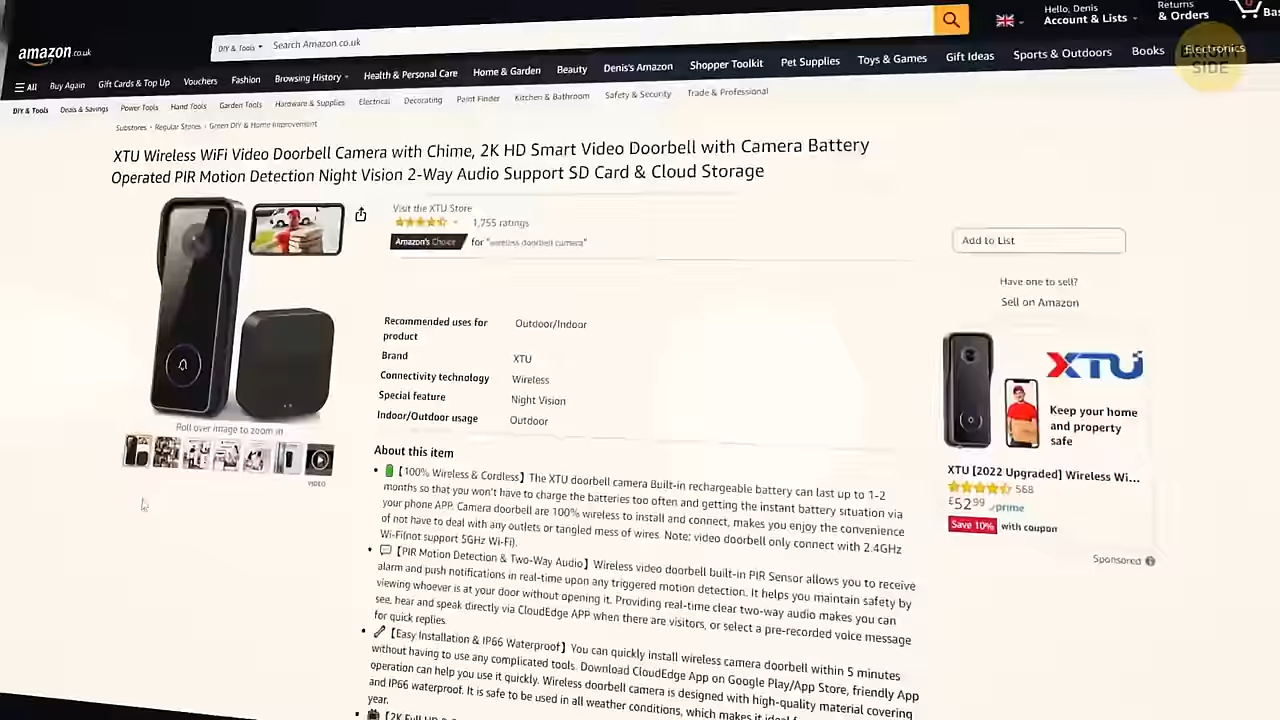 amazon.co.uk
DIY & Tools
Search Amazon.co.uk
Hello, Denis
Account & Lists
Returns
& Orders
0
Bas
All Buy Again Gift Cards & Top Up Vouchers Fashion Browsing History Health & Personal Care Home & Garden Beauty Denis's Amazon Shopper Toolkit Pet Supplies Toys & Games Gift Ideas Sports & Outdoors Books Electronics
BRIGHT
SIDE
DIY & Tools Deals & Savings Power Tools Hand Tools Garden Tools Hardware & Supplies Electrical Decorating Paint Finder Kitchen & Bathroom Safety & Security Trade & Professional
Substores › Regular Stores › Green DIY & Home Improvement
XTU Wireless WiFi Video Doorbell Camera with Chime, 2K HD Smart Video Doorbell with Camera Battery
Operated PIR Motion Detection Night Vision 2-Way Audio Support SD Card & Cloud Storage
Visit the XTU Store
1,755 ratings
Amazon's Choice for "wireless doorbell camera"
Recommended uses for Outdoor/Indoor
product
Brand XTU
Connectivity technology Wireless
Special feature Night Vision
Indoor/Outdoor usage Outdoor
Roll over image to zoom in
VIDEO
About this item
• 【100% Wireless & Cordless】The XTU doorbell camera Built-in rechargeable battery can last up to 1-2
months so that you won't have to charge the batteries too often and getting the instant battery situation via
your phone APP. Camera doorbell are 100% wireless to install and connect, makes you enjoy the convenience
of not have to deal with any outlets or tangled mess of wires. Note: video doorbell only connect with 2.4GHz
Wi-Fi(not support 5GHz Wi-Fi).
• 【PIR Motion Detection & Two-Way Audio】Wireless video doorbell built-in PIR Sensor allows you to receive
alarm and push notifications in real-time upon any triggered motion detection. It helps you maintain safety by
viewing whoever is at your door without opening it. Providing real-time clear two-way audio makes you can
see, hear and speak directly via CloudEdge APP when there are visitors, or select a pre-recorded voice message
for quick replies.
• 【Easy Installation & IP66 Waterproof】You can quickly install wireless camera doorbell within 5 minutes
without having to use any complicated tools. Download CloudEdge App on Google Play/App Store, friendly App
operation can help you use it quickly. Wireless doorbell camera is designed with high-quality material covering
and IP66 waterproof. It is safe to be used in all weather conditions, which makes it ideal
year.
Add to List
Have one to sell?
Sell on Amazon
XTU
Keep your home
and property
safe
XTU [2022 Upgraded] Wireless Wi...
568
£52.99 prime
Save 10% with coupon
Sponsored